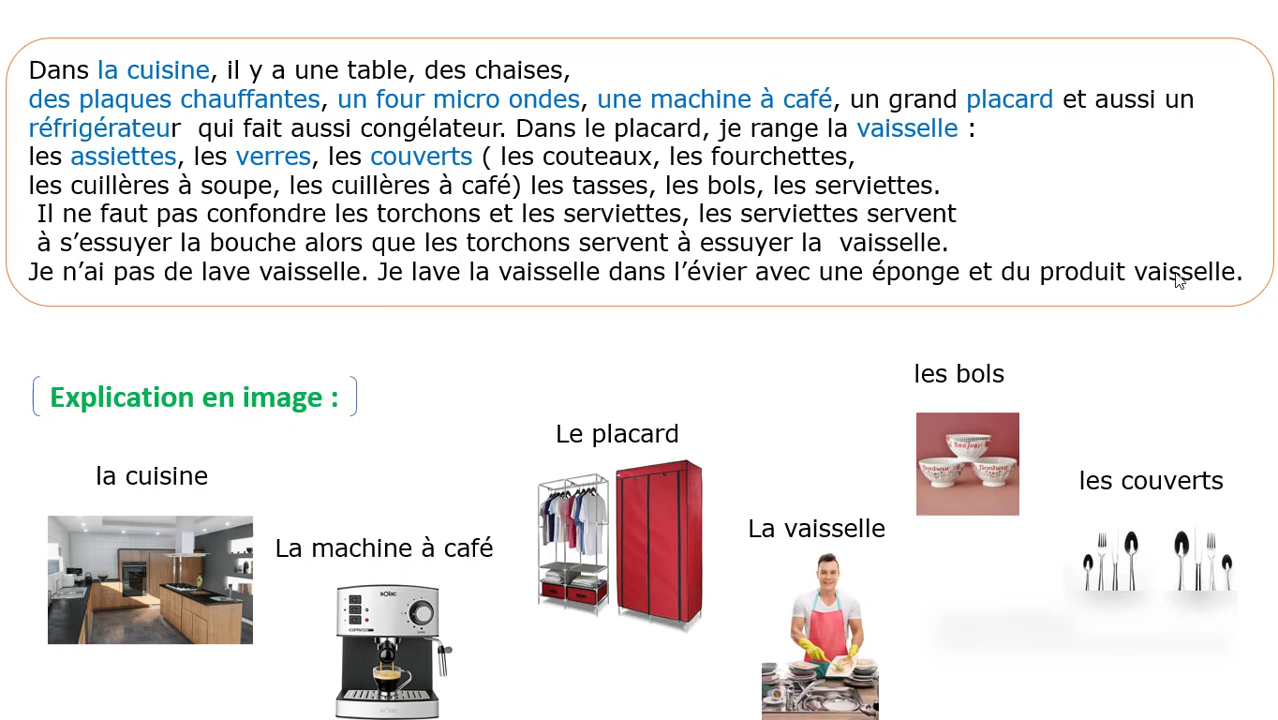 Dans la cuisine, il y a une table, des chaises,
des plaques chauffantes, un four micro ondes, une machine à café, un grand placard et aussi un
réfrigérateur qui fait aussi congélateur. Dans le placard, je range la vaisselle :
les assiettes, les verres, les couverts ( les couteaux, les fourchettes,
les cuillères à soupe, les cuillères à café) les tasses, les bols, les serviettes.
Il ne faut pas confondre les torchons et les serviettes, les serviettes servent
à s’essuyer la bouche alors que les torchons servent à essuyer la vaisselle.
Je n’ai pas de lave vaisselle. Je lave la vaisselle dans l’évier avec une éponge et du produit vaisselle.
Explication en image :
la cuisine
La machine à café
Le placard
La vaisselle
les bols
les couverts
Bonjour
Bonheur
Bonheur